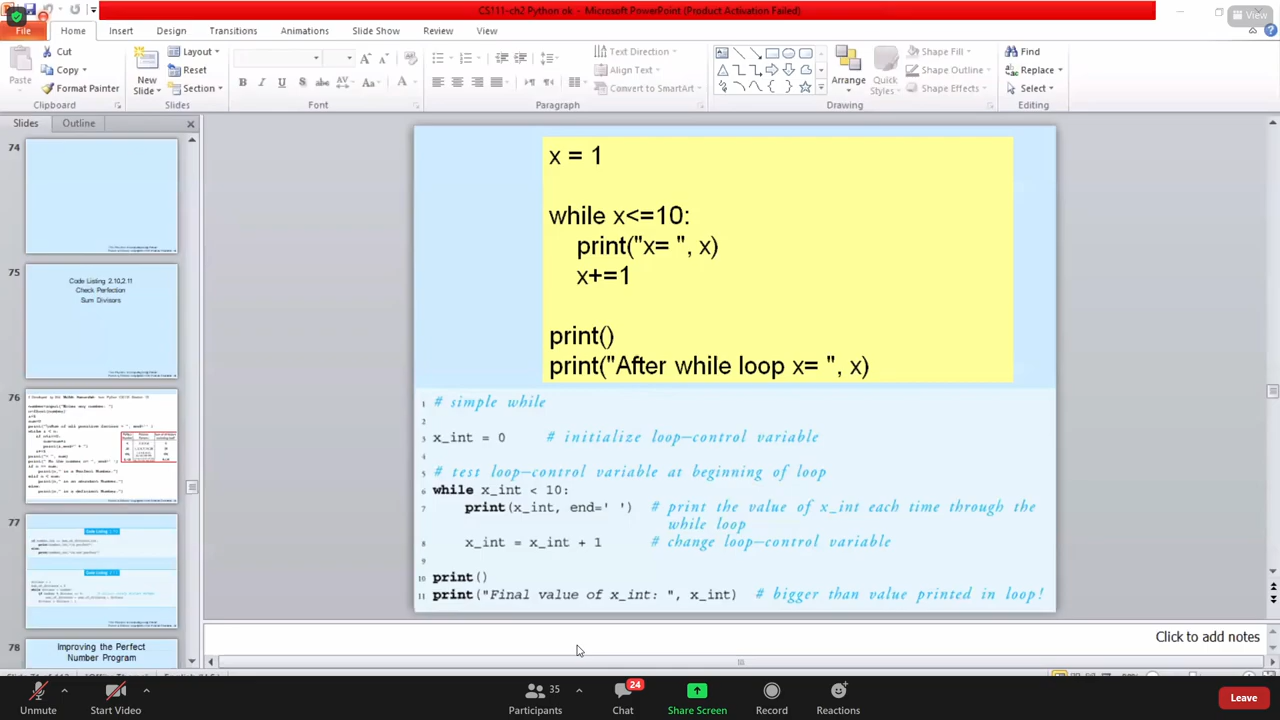 CS111-ch2 Python ok - Microsoft PowerPoint (Product Activation Failed)
View
File
Home
Insert
Design
Transitions
Animations
Slide Show
Review
View
Paste
Cut
Copy
Format Painter
Clipboard
New
Slide
Layout
Reset
Section
Slides
Font
Text Direction
Align Text
Convert to SmartArt
Paragraph
Arrange
Quick
Styles
Shape Fill
Shape Outline
Shape Effects
Drawing
Find
Replace
Select
Editing
Slides
Outline
74
75
Code Listing 2.10,2.11
Check Perfection
Sum Divisors
76
77
78
Improving the Perfect
Number Program
x = 1
while x<=10:
print("x= ", x)
x+=1
print()
print("After while loop x= ", x)
1 # simple while
2
3 x_int = 0 # initialize loop-control variable
4
5 # test loop-control variable at beginning of loop
6 while x_int < 10:
7 print(x_int, end=' ') # print the value of x_int each time through the
while loop
8 x_int = x_int + 1 # change loop-control variable
9
10 print()
11 print("Final value of x_int: ", x_int) # bigger than value printed in loop!
Click to add notes
Unmute
Start Video
35
Participants
24
Chat
Share Screen
Record
Reactions
Leave